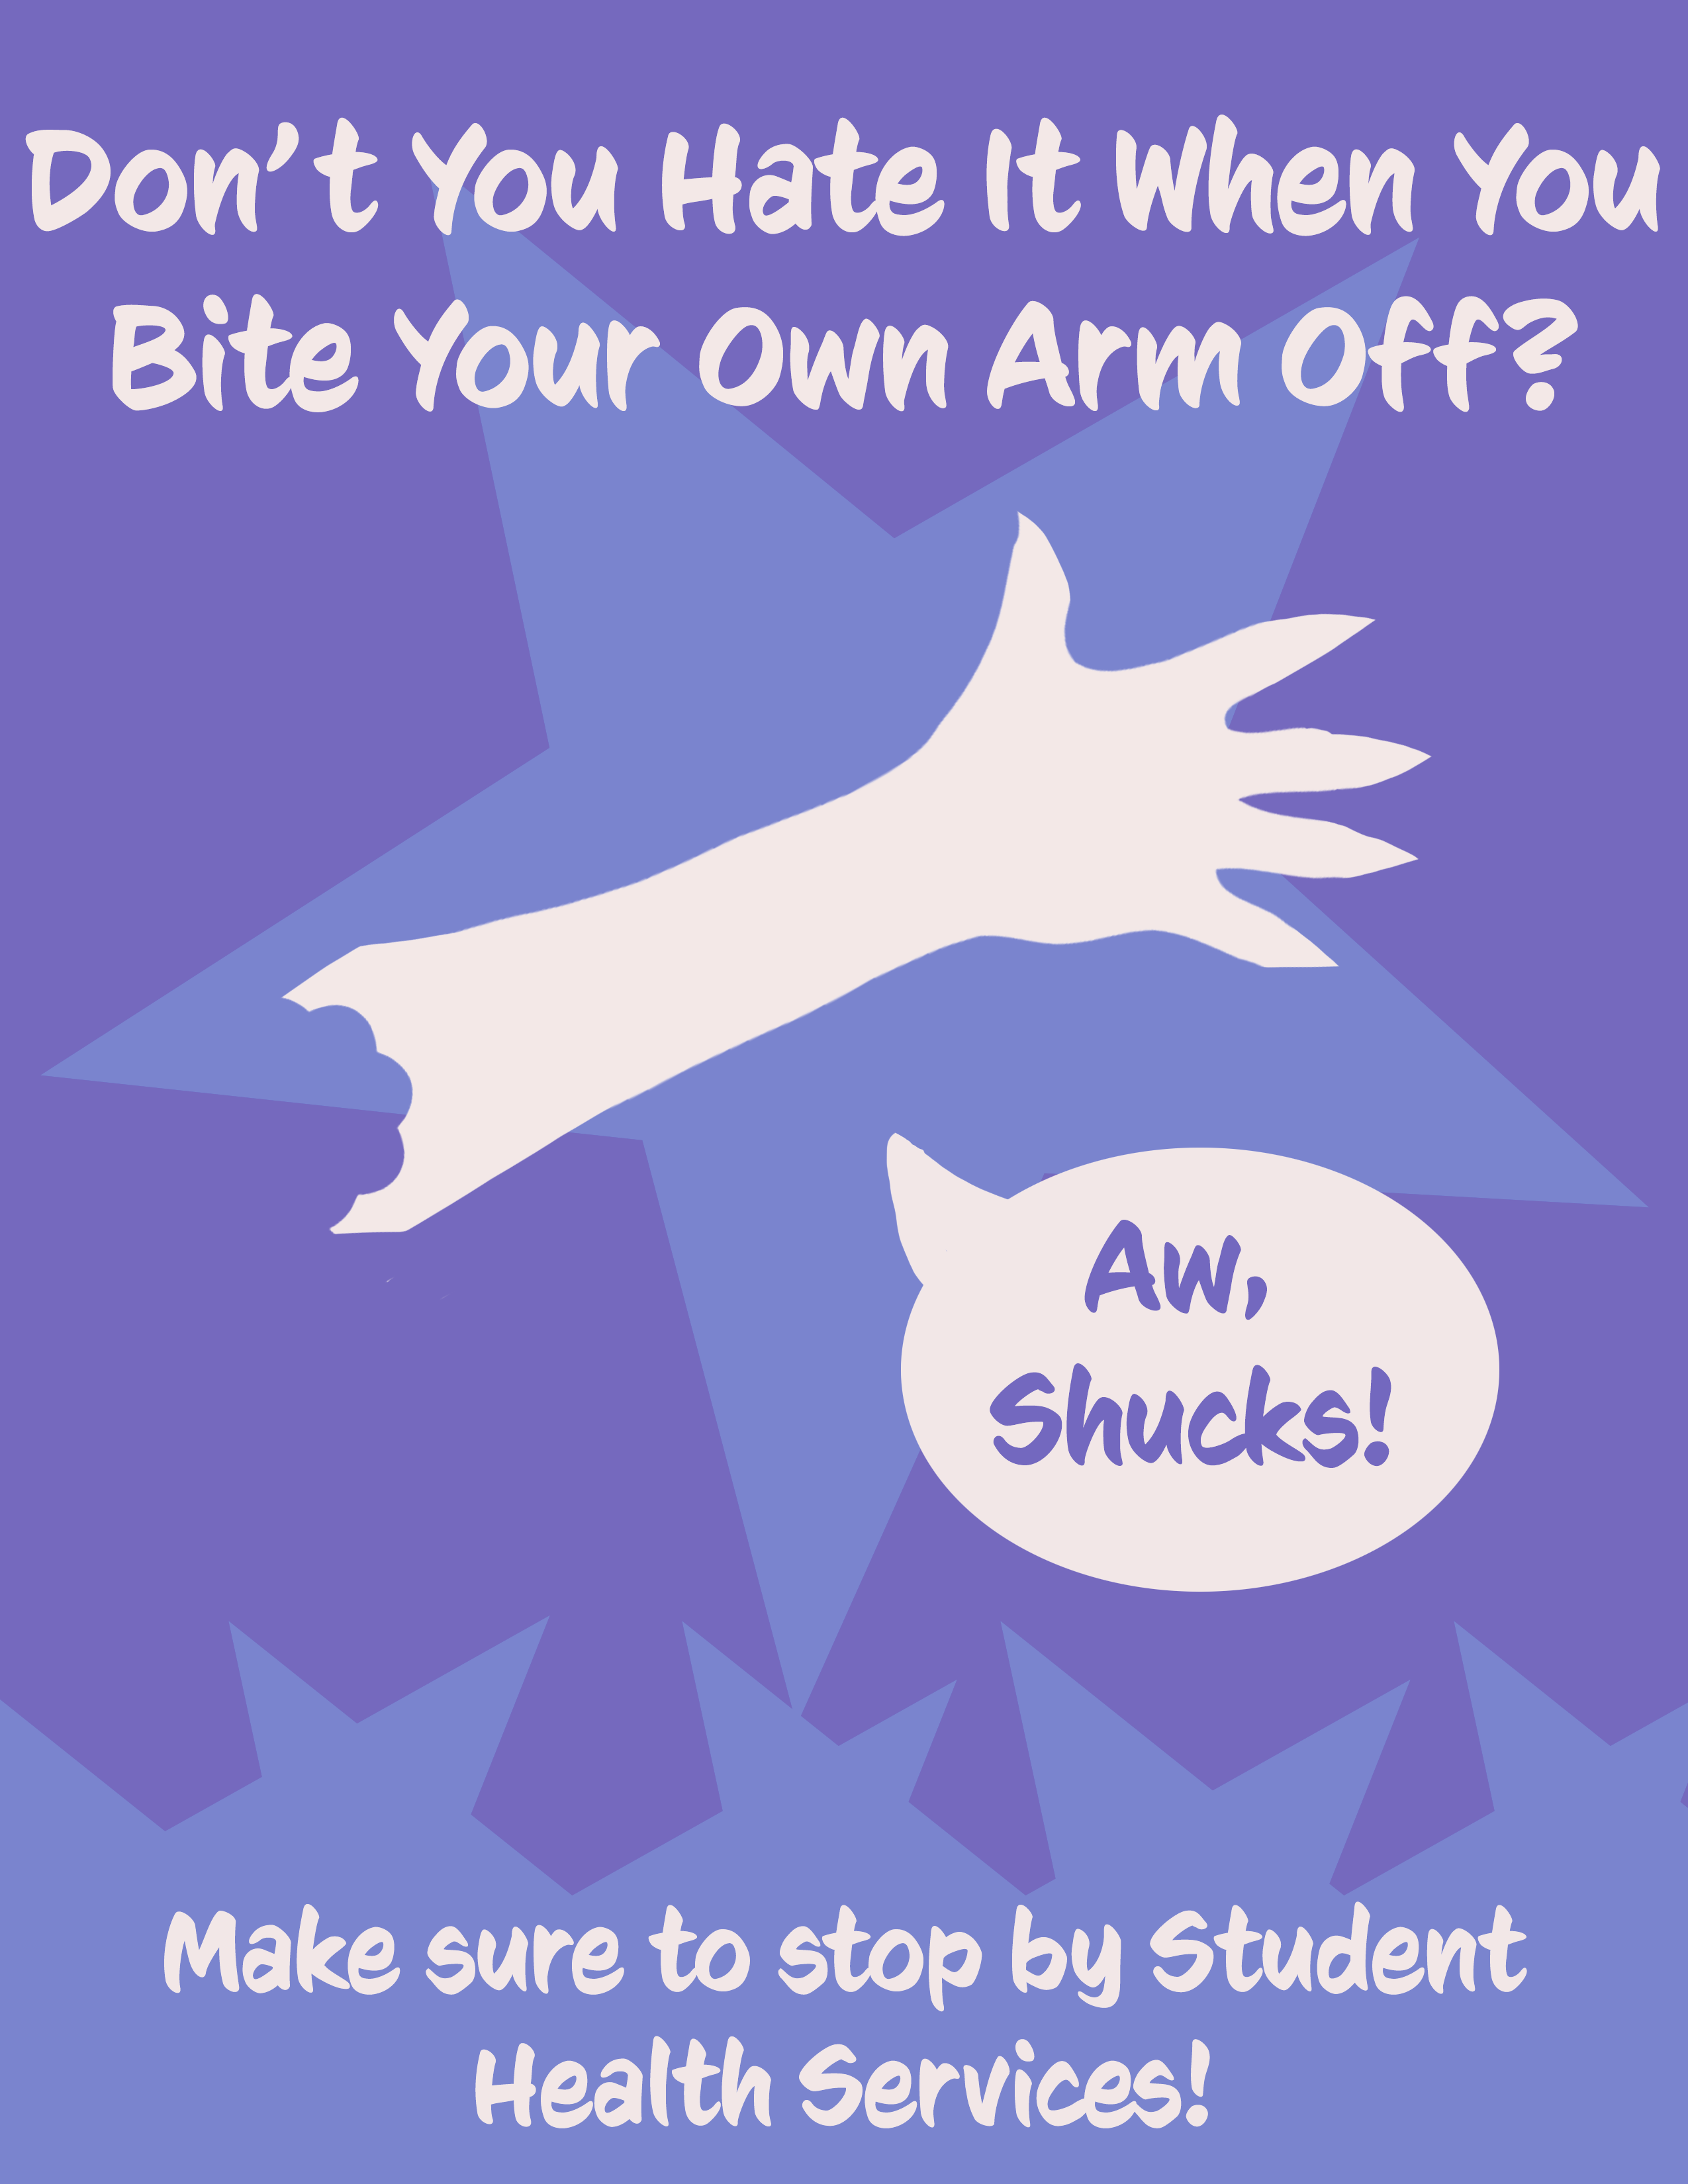 Don't You Hate It When You
Bite Your Own Arm Off?
Aw,
Shucks!
Make sure to stop by Student
Health Services!